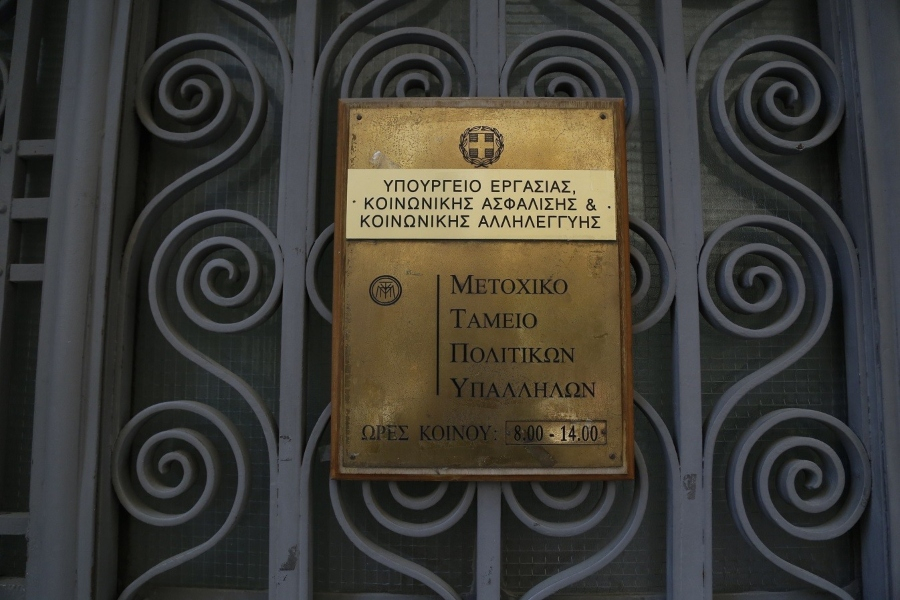 ΥΠΟΥΡΓΕΙΟ ΕΡΓΑΣΙΑΣ,
ΚΟΙΝΩΝΙΚΗΣ ΑΣΦΑΛΙΣΗΣ &
ΚΟΙΝΩΝΙΚΗΣ ΑΛΛΗΛΕΓΓΥΗΣ
ΜΕΤΟΧΙΚΟ
ΤΑΜΕΙΟ
ΠΟΛΙΤΙΚΩΝ
ΥΠΑΛΛΗΛΩΝ
ΩΡΕΣ ΚΟΙΝΟΥ: 8.00 - 14.00